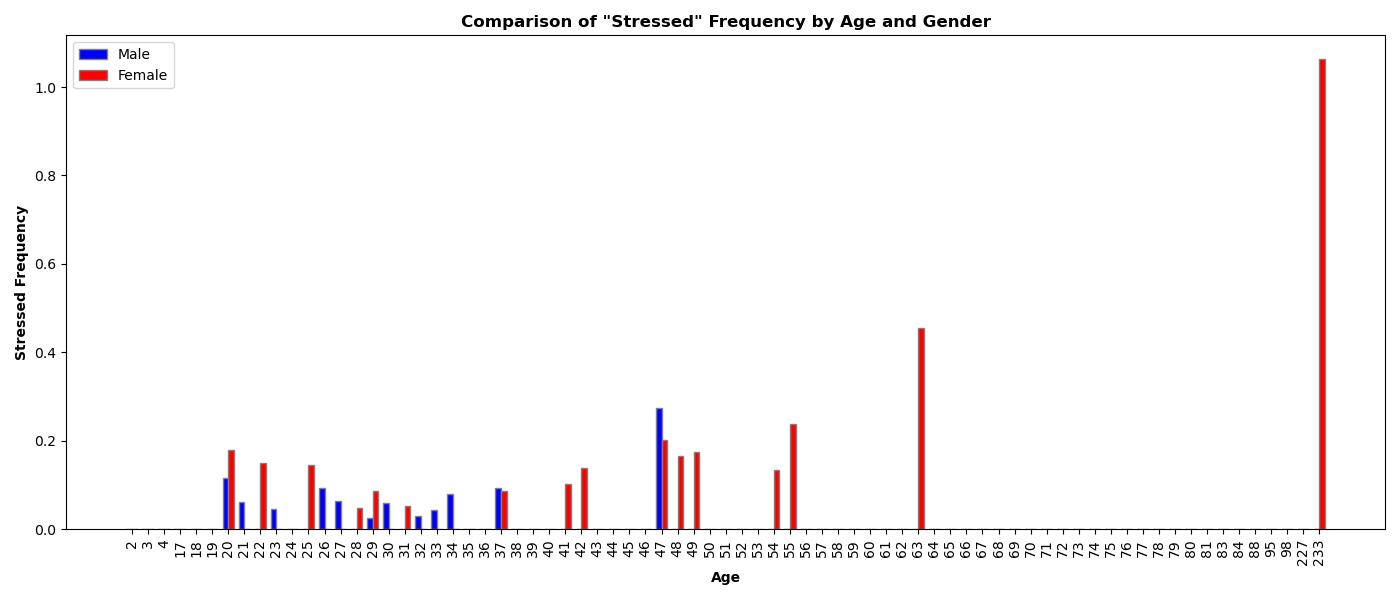 Comparison of "Stressed" Frequency by Age and Gender
Male
Female
Stressed Frequency
1.0
0.8
0.6
0.4
0.2
0.0
2 3 4 17 18 19 20 21 22 23 24 25 26 27 28 29 30 31 32 33 34 35 36 37 38 39 40 41 42 43 44 45 46 47 48 49 50 51 52 53 54 55 56 57 58 59 60 61 62 63 64 65 66 67 68 69 70 71 72 73 74 75 76 77 78 79 80 81 83 84 88 95 98 227 233
Age